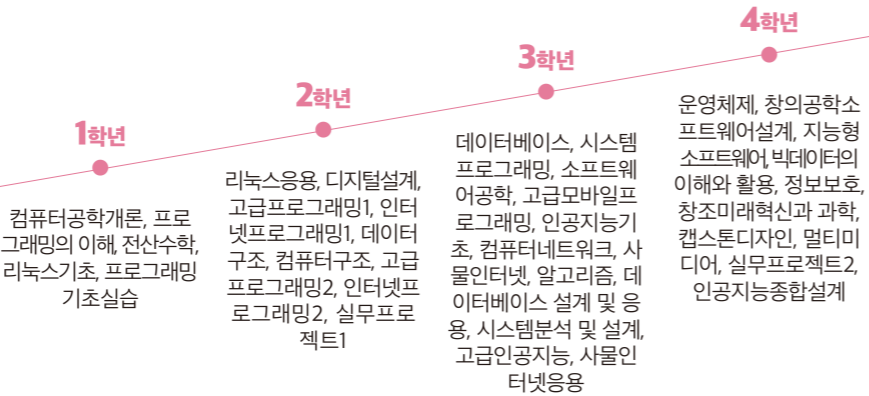 1학년
컴퓨터공학개론, 프로
그래밍의 이해, 전산수학,
리눅스기초, 프로그래밍
기초실습
2학년
리눅스응용, 디지털설계,
고급프로그래밍1, 인터
넷프로그래밍1, 데이터
구조, 컴퓨터구조, 고급
프로그래밍2, 인터넷프
로그래밍2, 실무프로
젝트1
3학년
데이터베이스, 시스템
프로그래밍, 소프트웨
어공학, 고급모바일프
로그래밍, 인공지능기
초, 컴퓨터네트워크, 사
물인터넷, 알고리즘, 데
이터베이스 설계 및 응
용, 시스템분석 및 설계,
고급인공지능, 사물인
터넷응용
4학년
운영체제, 창의공학소
프트웨어설계, 지능형
소프트웨어, 빅데이터의
이해와 활용, 정보보호,
창조미래혁신과 과학,
캡스톤디자인, 멀티미
디어, 실무프로젝트2,
인공지능종합설계